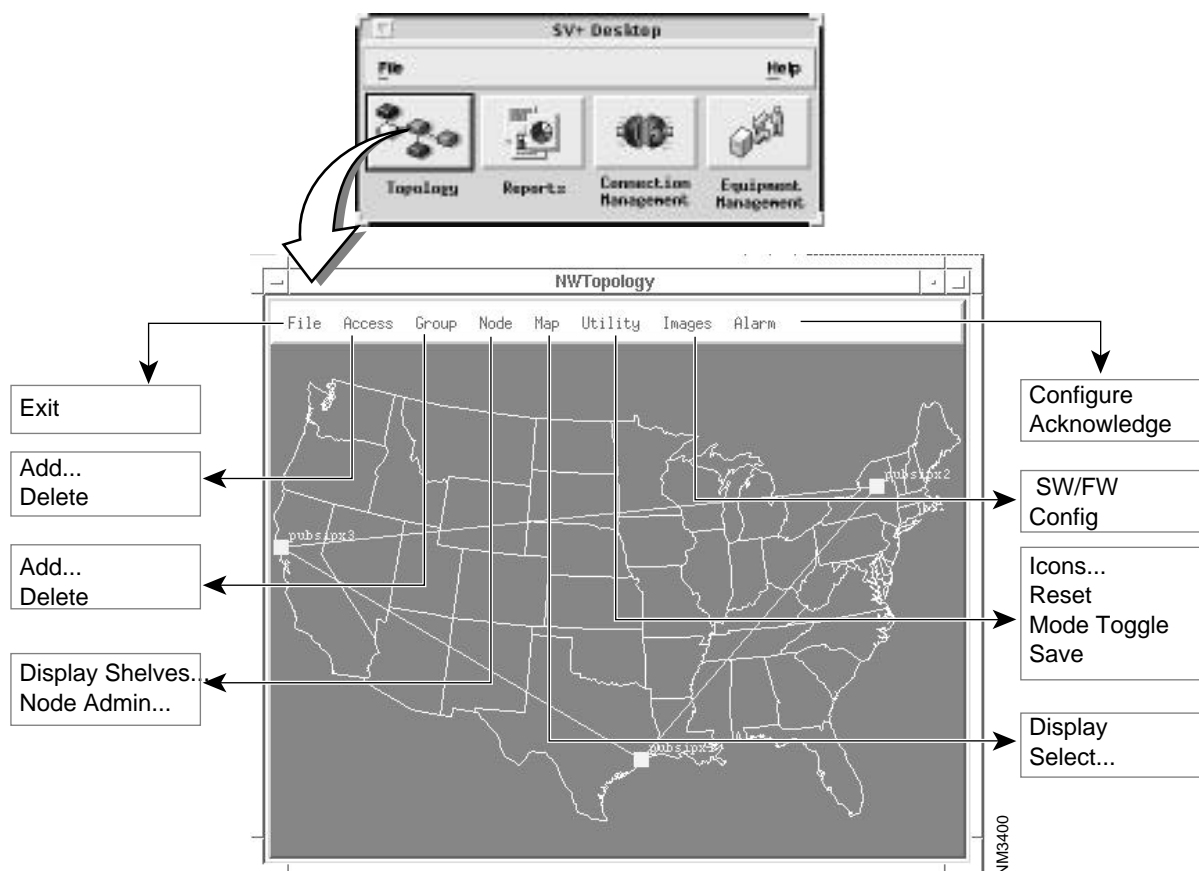 SV+ Desktop
File Help
Topology Reports Connection Management Equipment Management
NWTopology
File Access Group Node Map Utility Images Alarm
Exit
Add...
Delete
Add...
Delete
Display Shelves...
Node Admin...
Configure
Acknowledge
SW/FW
Config
Icons...
Reset
Mode Toggle
Save
Display
Select...
pubsipx2
pubsipx3
pubsipx1
NM3400